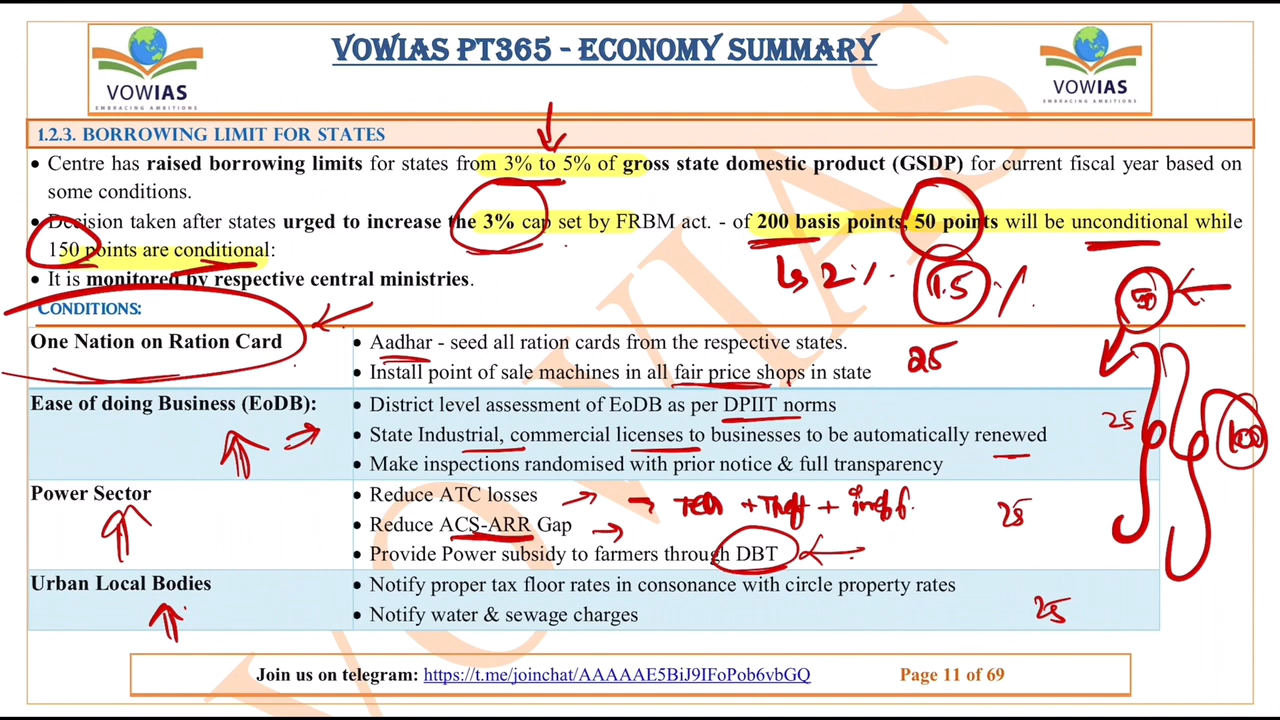 VOWIAS PT365 - ECONOMY SUMMARY
VOWIAS
EMBRACING AMBITIONS
VOWIAS
EMBRACING AMBITIONS
1.2.3. BORROWING LIMIT FOR STATES
• Centre has raised borrowing limits for states from 3% to 5% of gross state domestic product (GSDP) for current fiscal year based on
some conditions.
• Decision taken after states urged to increase the 3% cap set by FRBM act. - of 200 basis points, 50 points will be unconditional while
150 points are conditional:
• It is monitored by respective central ministries.
2%.
1.5 %
50
CONDITIONS:
One Nation on Ration Card
• Aadhar - seed all ration cards from the respective states.
• Install point of sale machines in all fair price shops in state
25
Ease of doing Business (EoDB):
• District level assessment of EoDB as per DPIIT norms
• State Industrial, commercial licenses to businesses to be automatically renewed
• Make inspections randomised with prior notice & full transparency
25
100
Power Sector
• Reduce ATC losses
Tech + Theft + ineff.
• Reduce ACS-ARR Gap
• Provide Power subsidy to farmers through DBT
25
Urban Local Bodies
• Notify proper tax floor rates in consonance with circle property rates
• Notify water & sewage charges
25
VOWIAS
Join us on telegram: https://t.me/joinchat/AAAAAE5BiJ9IFoPob6vbGQ Page 11 of 69